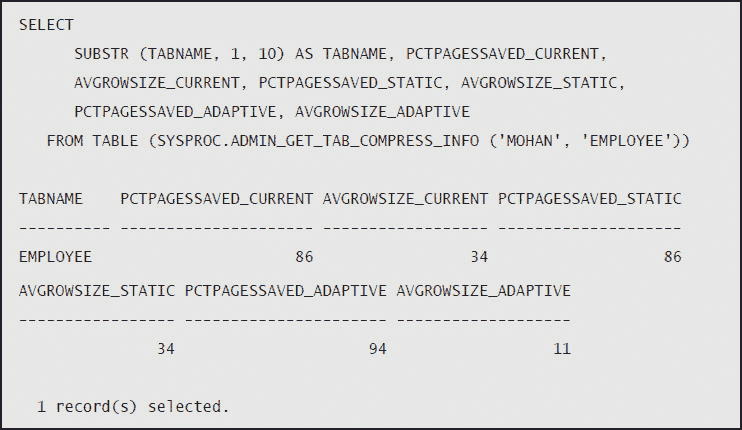 SELECT
SUBSTR (TABNAME, 1, 10) AS TABNAME, PCTPAGESSAVED_CURRENT,
AVGROWSIZE_CURRENT, PCTPAGESSAVED_STATIC, AVGROWSIZE_STATIC,
PCTPAGESSAVED_ADAPTIVE, AVGROWSIZE_ADAPTIVE
FROM TABLE (SYSPROC.ADMIN_GET_TAB_COMPRESS_INFO ('MOHAN', 'EMPLOYEE'))
TABNAME PCTPAGESSAVED_CURRENT AVGROWSIZE_CURRENT PCTPAGESSAVED_STATIC
---------- --------------------- ------------------ --------------------
EMPLOYEE 86 34 86
AVGROWSIZE_STATIC PCTPAGESSAVED_ADAPTIVE AVGROWSIZE_ADAPTIVE
----------------- ---------------------- -------------------
34 94 11
1 record(s) selected.